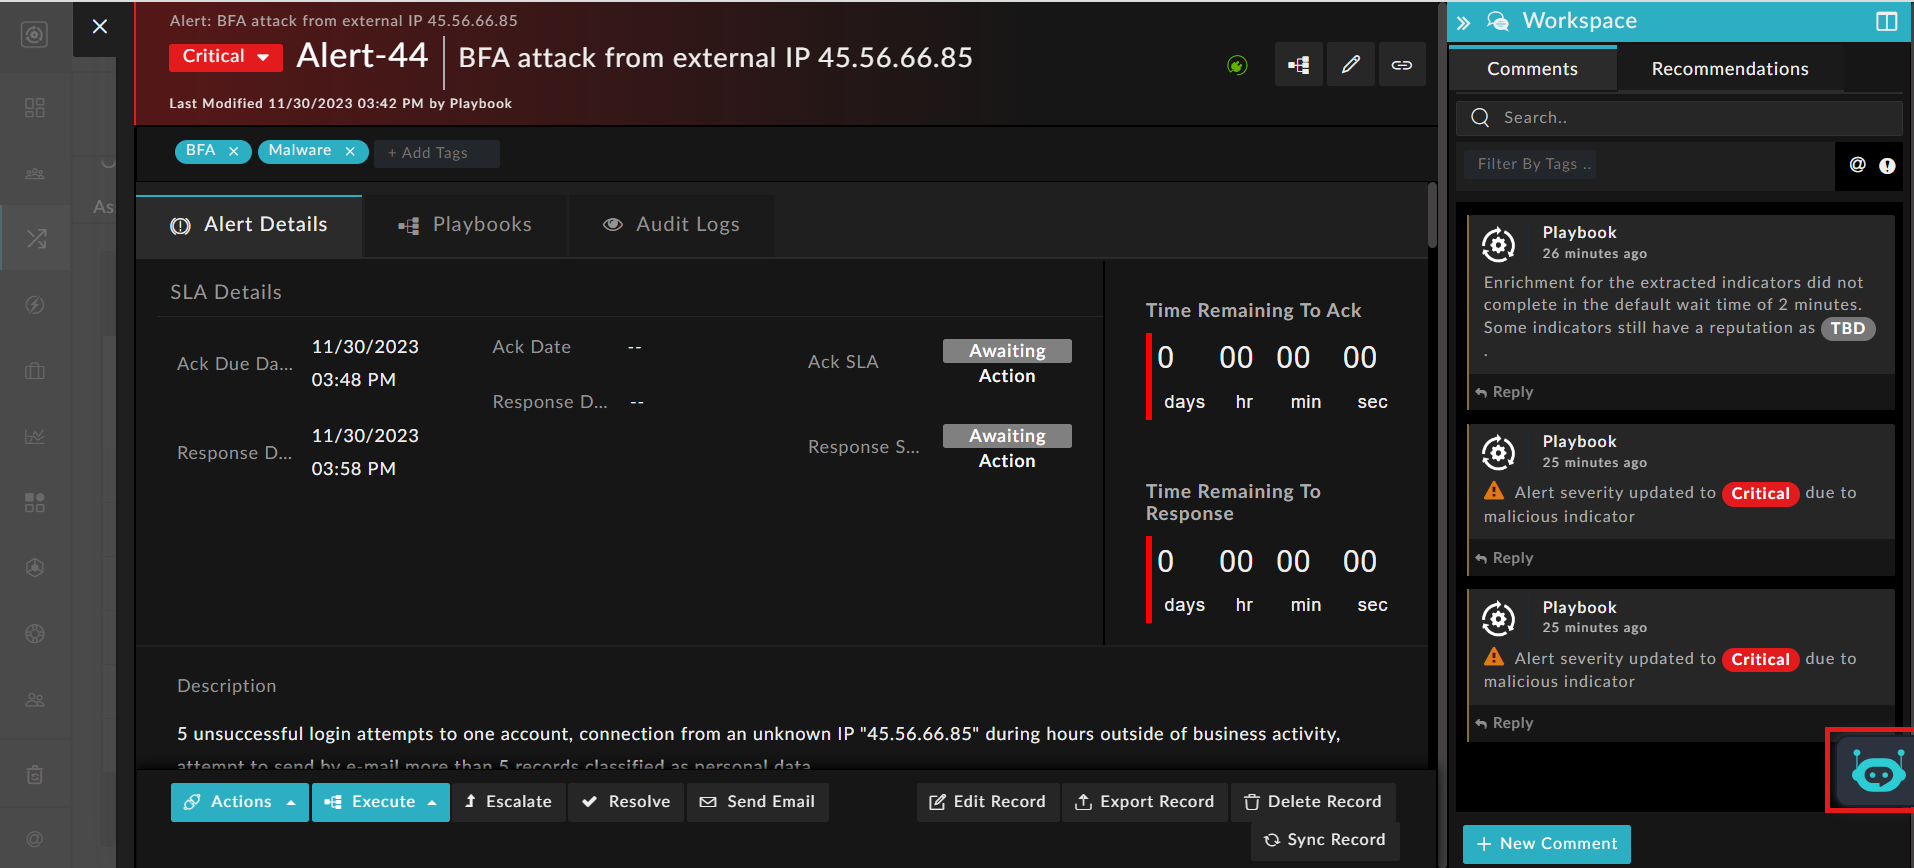 As
Alert: BFA attack from external IP 45.56.66.85
Critical Alert-44 BFA attack from external IP 45.56.66.85
Last Modified 11/30/2023 03:42 PM by Playbook
BFA × Malware × + Add Tags
Alert Details Playbooks Audit Logs
SLA Details
Ack Due Da... 11/30/2023
03:48 PM
Ack Date --
Ack SLA Awaiting
Action
Response D... --
Response D... 11/30/2023
03:58 PM
Response S... Awaiting
Action
Time Remaining To Ack
0 00 00 00
days hr min sec
Time Remaining To
Response
0 00 00 00
days hr min sec
Description
5 unsuccessful login attempts to one account, connection from an unknown IP "45.56.66.85" during hours outside of business activity,
attempt to send by e-mail more than 5 records classified as personal data
Actions Execute Escalate Resolve Send Email Edit Record Export Record Delete Record
Sync Record
Workspace
Comments Recommendations
Search..
Filter By Tags .. @
Playbook
26 minutes ago
Enrichment for the extracted indicators did not
complete in the default wait time of 2 minutes.
Some indicators still have a reputation as TBD
.
Reply
Playbook
25 minutes ago
Alert severity updated to Critical due to
malicious indicator
Reply
Playbook
25 minutes ago
Alert severity updated to Critical due to
malicious indicator
Reply
+ New Comment